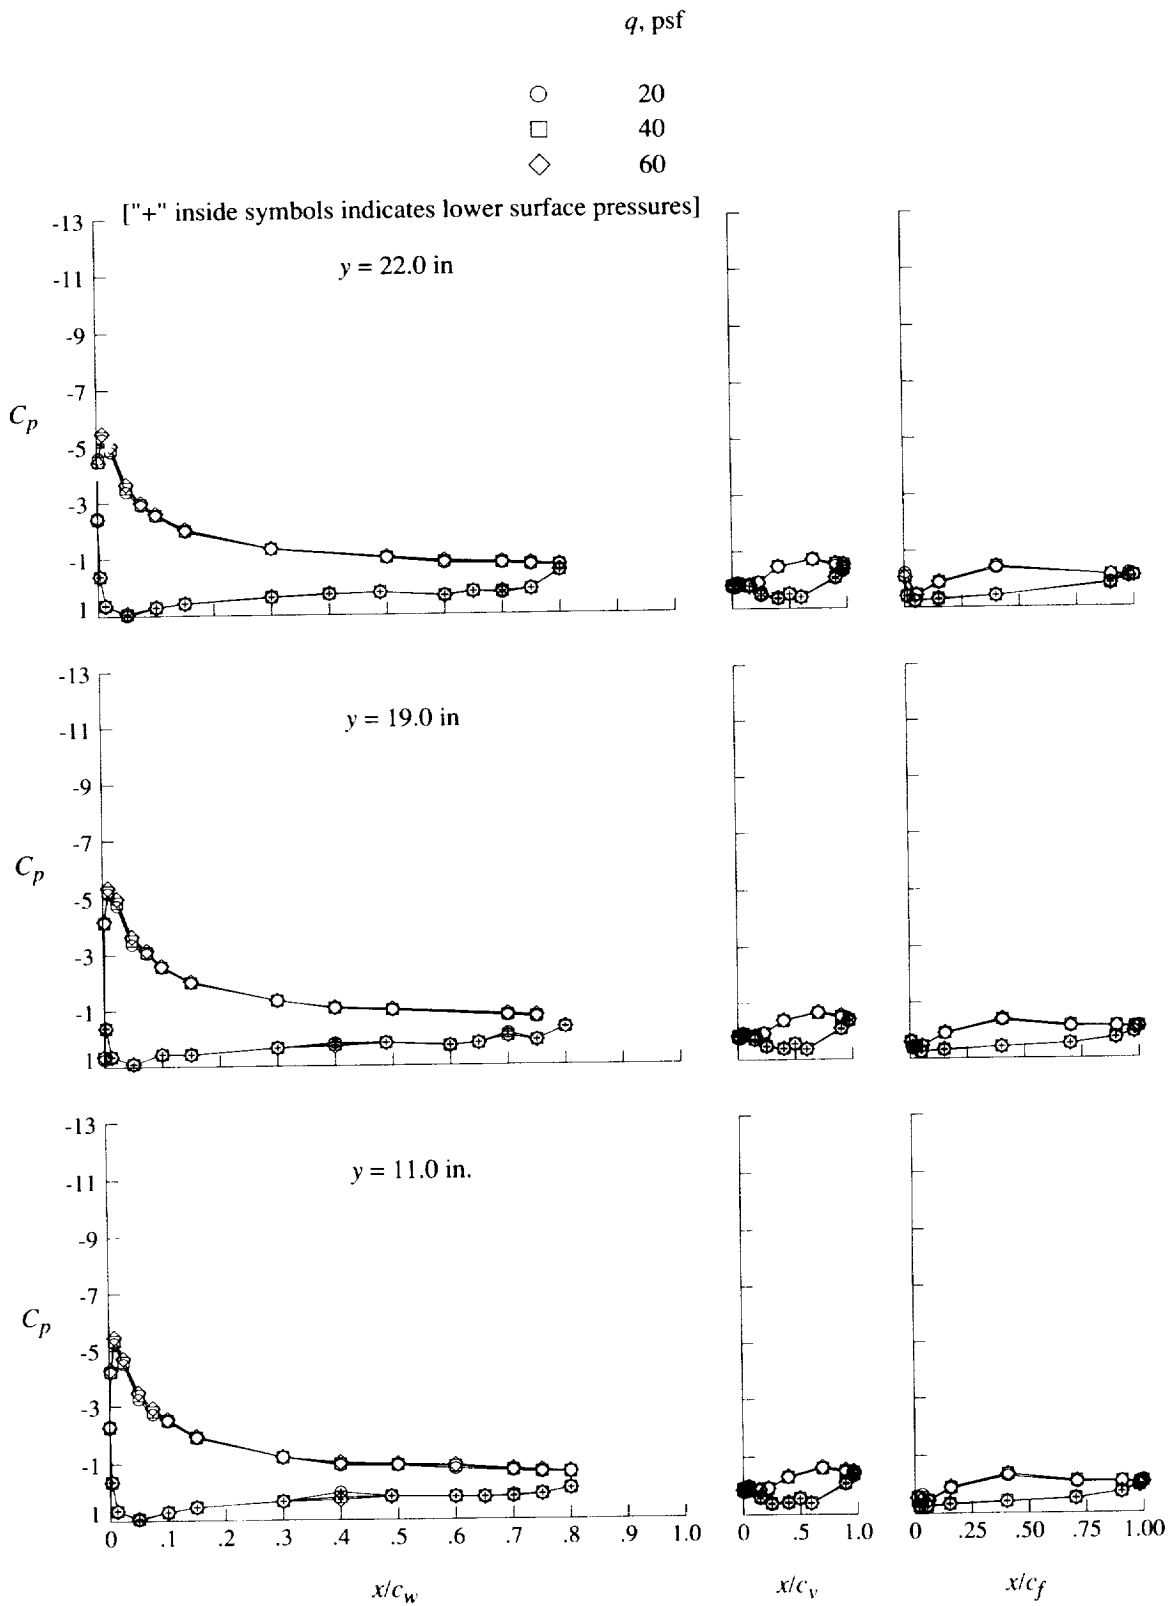 q, psf
20
40
60
["+" inside symbols indicates lower surface pressures]
y = 22.0 in
-13
-11
-9
-7
-5
-3
-1
1
C_p
y = 19.0 in
-13
-11
-9
-7
-5
-3
-1
1
C_p
y = 11.0 in.
-13
-11
-9
-7
-5
-3
-1
1
C_p
0 .1 .2 .3 .4 .5 .6 .7 .8 .9 1.0
0 .5 1.0
0 .25 .50 .75 1.00
x/c_w
x/c_v
x/c_f